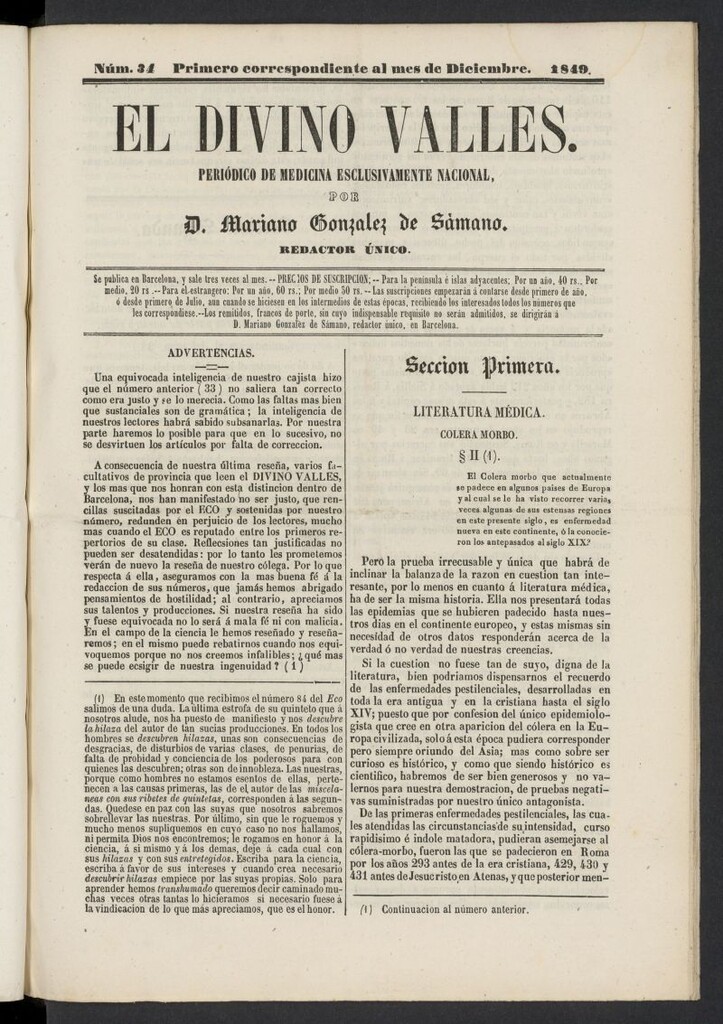 Núm. 34 Primero correspondiente al mes de Diciembre. 1849.
EL DIVINO VALLES.
PERIÓDICO DE MEDICINA ESCLUSIVAMENTE NACIONAL,
POR
D. Mariano Gonzalez de Sámano.
REDACTOR ÚNICO.
Se publica en Barcelona, y sale tres veces al mes.--PRECIOS DE SUSCRIPCION;--Para la península é islas adyacentes; Por un año, 40 rs., Por
medio, 20 rs.--Para el estrangero: Por un año, 60 rs.; Por medio 30 rs.--Las suscripciones empezarán á contarse desde primero de año,
ó desde primero de Julio, aun cuando se hiciesen en los intermedios de estas épocas, recibiendo los interesados todos los números que
les correspondiese.--Los remitidos, francos de porte, sin cuyo indispensable requisito no serán admitidos, se dirigirán á
D. Mariano Gonzalez de Sámano, redactor único, en Barcelona.
ADVERTENCIAS.
Una equivocada inteligencia de nuestro cajista hizo
que el número anterior (33) no saliera tan correcto
como era justo y se lo merecia. Como las faltas mas bien
que sustanciales son de gramática; la inteligencia de
nuestros lectores habrá sabido subsanarlas. Por nuestra
parte haremos lo posible para que en lo sucesivo, no
se desvirtuen los artículos por falta de correccion.
A consecuencia de nuestra última reseña, varios facultativos
de provincia que leen el DIVINO VALLES,
y los mas que nos honran con esta distincion dentro de
Barcelona, nos han manifestado no ser justo, que rencillas
suscitadas por el ECO y sostenidas por nuestro
número, redunden en perjuicio de los lectores, mucho
mas cuando el ECO es reputado entre los primeros repertorios
de su clase. Reflecciones tan justificadas no
pueden ser desatendidas: por lo tanto les prometemos
verán de nuevo la reseña de nuestro cólega. Por lo que
respecta á ella, aseguramos con la mas buena fé á la
redaccion de sus números, que jamás hemos abrigado
pensamientos de hostilidad; al contrario, apreciamos
sus talentos y producciones. Si nuestra reseña ha sido
y fuese equivocada no lo será á mala fé ni con malicia.
En el campo de la ciencia le hemos reseñado y reseñaremos;
en el mismo puede rebatirnos cuando nos equivoquemos
porque no nos creemos infalibles; ¿qué mas
se puede ecsigir de nuestra ingenuidad? (1)
(1) En este momento que recibimos el número 84 del Eco
salimos de una duda. La última estrofa de su quinteto que á
nosotros alude, nos ha puesto de manifiesto y nos descubre
la hilaza del autor de tan sucias producciones. En todos los
hombres se descubren hilazas, unas son consecuencias de
desgracias, de disturbios de varias clases, de penurias, de
falta de probidad y conciencia de los poderosos para con
quienes las descubren; otras son de innobleza. Las nuestras,
porque como hombres no estamos esentos de ellas, pertenecen
á las causas primeras, las de el autor de las misceláneas
con sus ribetes de quintetas, corresponden á las segundas.
Quedese en paz con las suyas que nosotros sabremos
sobrellevar las nuestras. Por último, sin que le roguemos y
mucho menos supliquemos en cuyo caso no nos hallamos,
ni permita Dios nos encontremos; le rogamos en honor á la
ciencia, á si mismo y á los demas, deje á cada cual con
sus hilazas y con sus entretegidos. Escriba para la ciencia,
escriba á favor de sus intereses y cuando crea necesario
descubrir hilazas empiece por las suyas propias. Solo para
aprender hemos transhumado queremos decir caminado muchas
veces otras tantas lo hicieramos si necesario fuese á
la vindicacion de lo que mas apreciamos, que es el honor.
Seccion Primera.
LITERATURA MÉDICA.
COLERA MORBO.
§ II (1).
El Colera morbo que actualmente
se padece en algunos paises de Europa
y al cual se le ha visto recorrer varias
veces algunas de sus estensas regiones
en este presente siglo, es enfermedad
nueva en este continente, ó la conocieron
los antepasados al siglo XIX?
Pero la prueba irrecusable y única que habrá de
inclinar la balanza de la razon en cuestion tan interesante,
por lo menos en cuanto á literatura médica,
ha de ser la misma historia. Ella nos presentará todas
las epidemias que se hubieren padecido hasta nuestros
dias en el continente europeo, y estas mismas sin
necesidad de otros datos responderán acerca de la
verdad ó no verdad de nuestras creencias.
Si la cuestion no fuese tan de suyo, digna de la
literatura, bien podriamos dispensarnos el recuerdo
de las enfermedades pestilenciales, desarrolladas en
toda la era antigua y en la cristiana hasta el siglo
XIV; puesto que por confesion del único epidemiologista
que cree en otra aparicion del cólera en la Europa
civilizada, solo á esta época pudiera corresponder
pero siempre oriundo del Asia; mas como sobre ser
curioso es histórico, y como que siendo histórico es
científico, habremos de ser bien generosos y no valernos
para nuestra demostracion, de pruebas negativas
suministradas por nuestro único antagonista.
De las primeras enfermedades pestilenciales, las cuales
atendidas las circunstancias de su intensidad, curso
rapidísimo é indole matadora, pudieran asemejarse al
cólera-morbo, fueron las que se padecieron en Roma
por los años 293 antes de la era cristiana, 429, 430 y
431 antes de Jesucristo en Atenas, y que posterior men-
(1) Continuacion al número anterior.